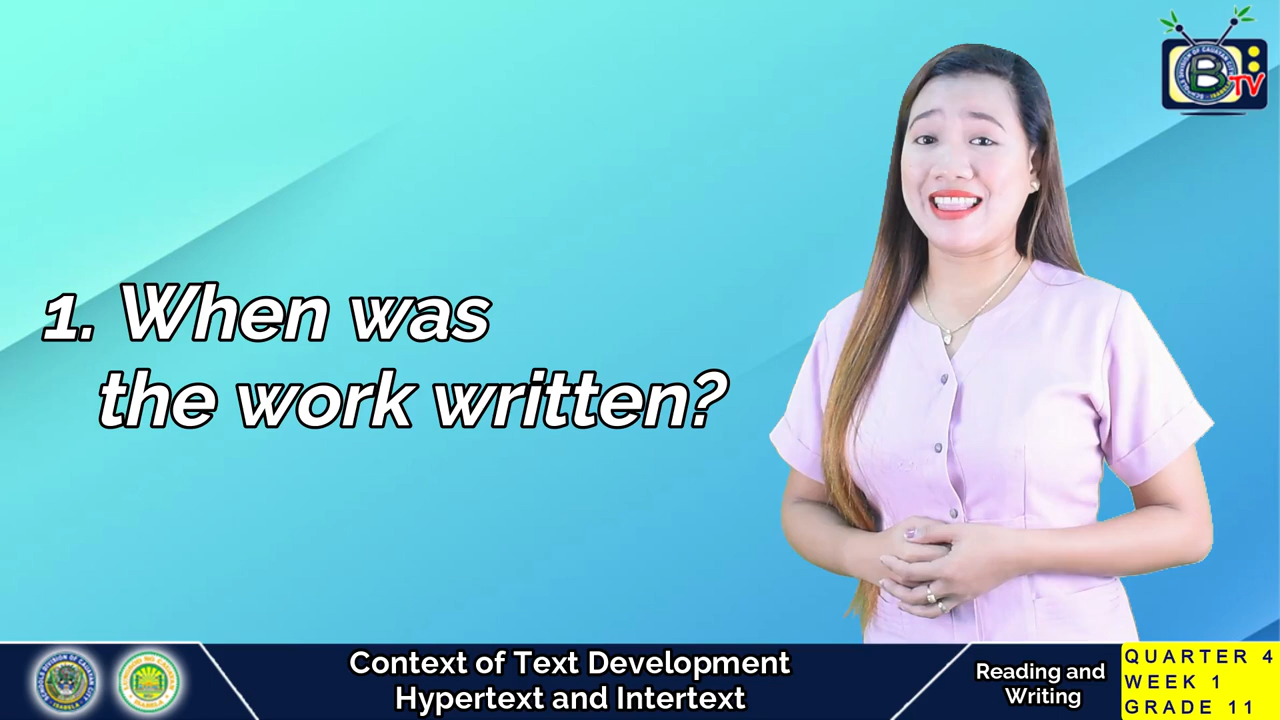 B
TV
1. When was
the work written?
Context of Text Development
Hypertext and Intertext
Reading and
Writing
QUARTER 4
WEEK 1
GRADE 11